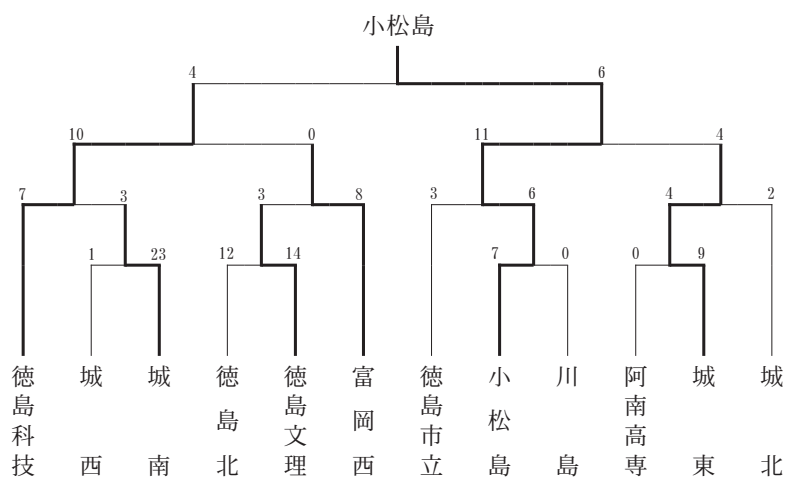 小松島
4 6
10 0 11 4
7 3 3 8 3 6 4 2
1 23 12 14 7 0 0 9
徳島科技
城西
城南
徳島北
徳島文理
富岡西
徳島市立
小松島
川島
阿南高専
城東
城北